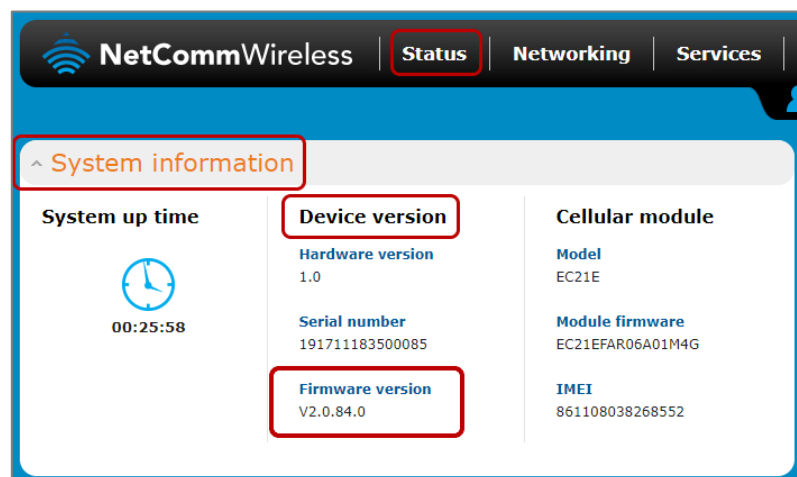 NetCommWireless Status Networking Services
System information
System up time
00:25:58
Device version
Hardware version
1.0
Serial number
191711183500085
Firmware version
V2.0.84.0
Cellular module
Model
EC21E
Module firmware
EC21EFAR06A01M4G
IMEI
861108038268552